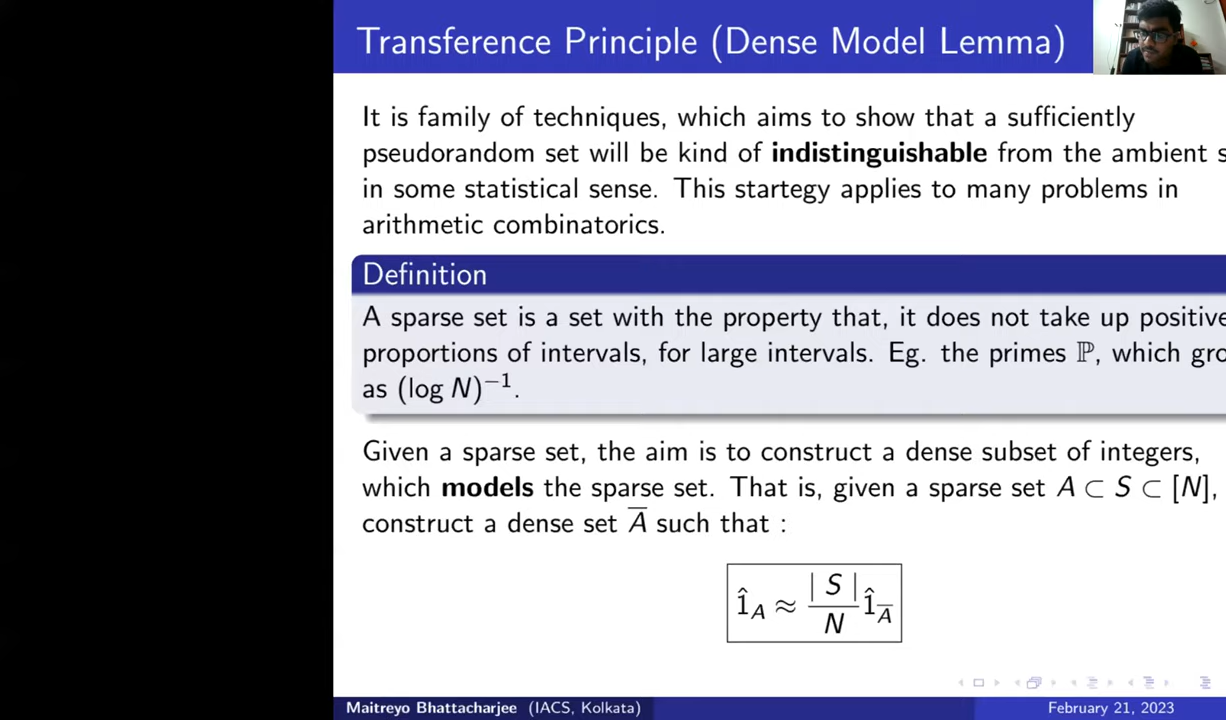 Transference Principle (Dense Model Lemma)
It is family of techniques, which aims to show that a sufficiently
pseudorandom set will be kind of indistinguishable from the ambient
in some statistical sense. This startegy applies to many problems in
arithmetic combinatorics.
Definition
A sparse set is a set with the property that, it does not take up positive
proportions of intervals, for large intervals. Eg. the primes ℙ, which
as (log N)⁻¹.
Given a sparse set, the aim is to construct a dense subset of integers,
which models the sparse set. That is, given a sparse set A ⊂ S ⊂ [N],
construct a dense set A̅ such that :
1̂_A ≈ |S|/N 1̂_A̅
Maitreyo Bhattacharjee (IACS, Kolkata) February 21, 2023